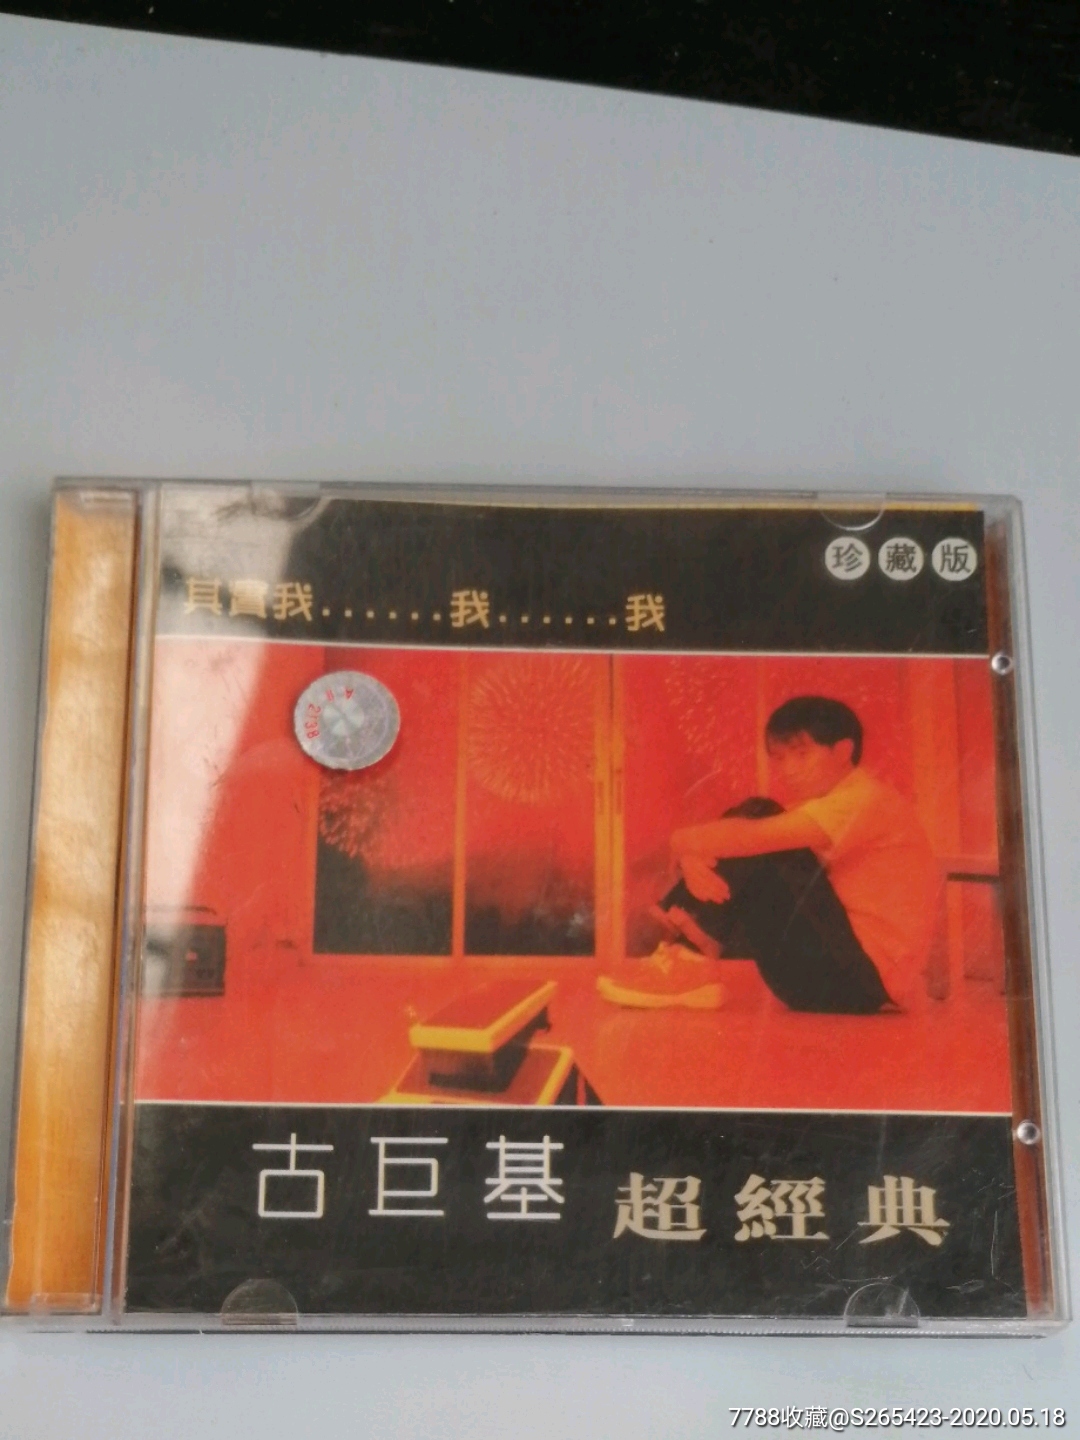 珍藏版
其實我......我......我
2138
古巨基 超經典
7788收藏@S265423-2020.05.18